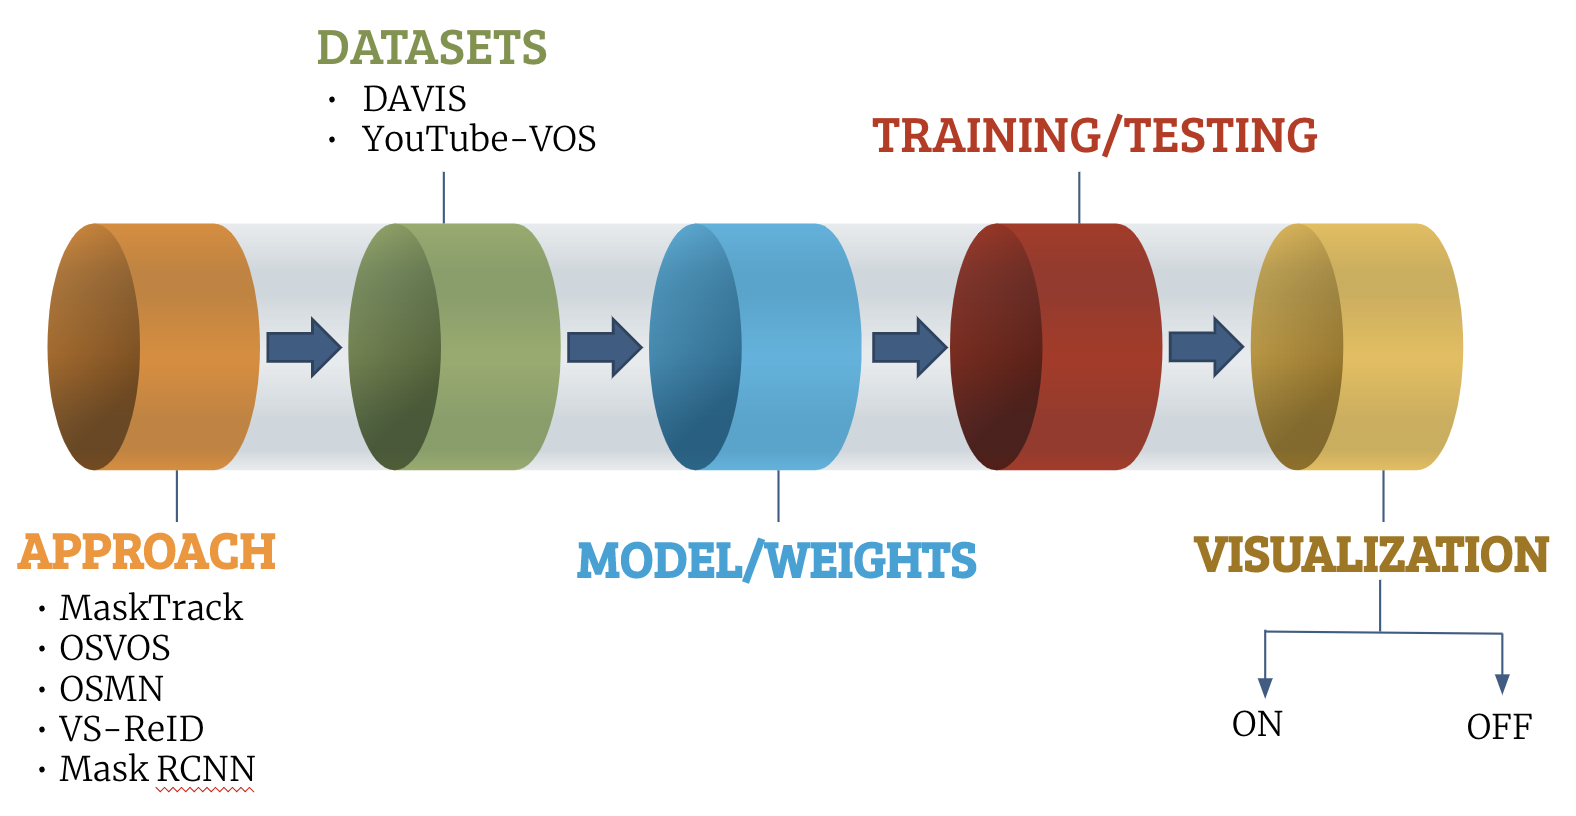 DATASETS
• DAVIS
• YouTube-VOS
TRAINING/TESTING
APPROACH
• MaskTrack
• OSVOS
• OSMN
• VS-ReID
• Mask RCNN
MODEL/WEIGHTS
VISUALIZATION
ON
OFF